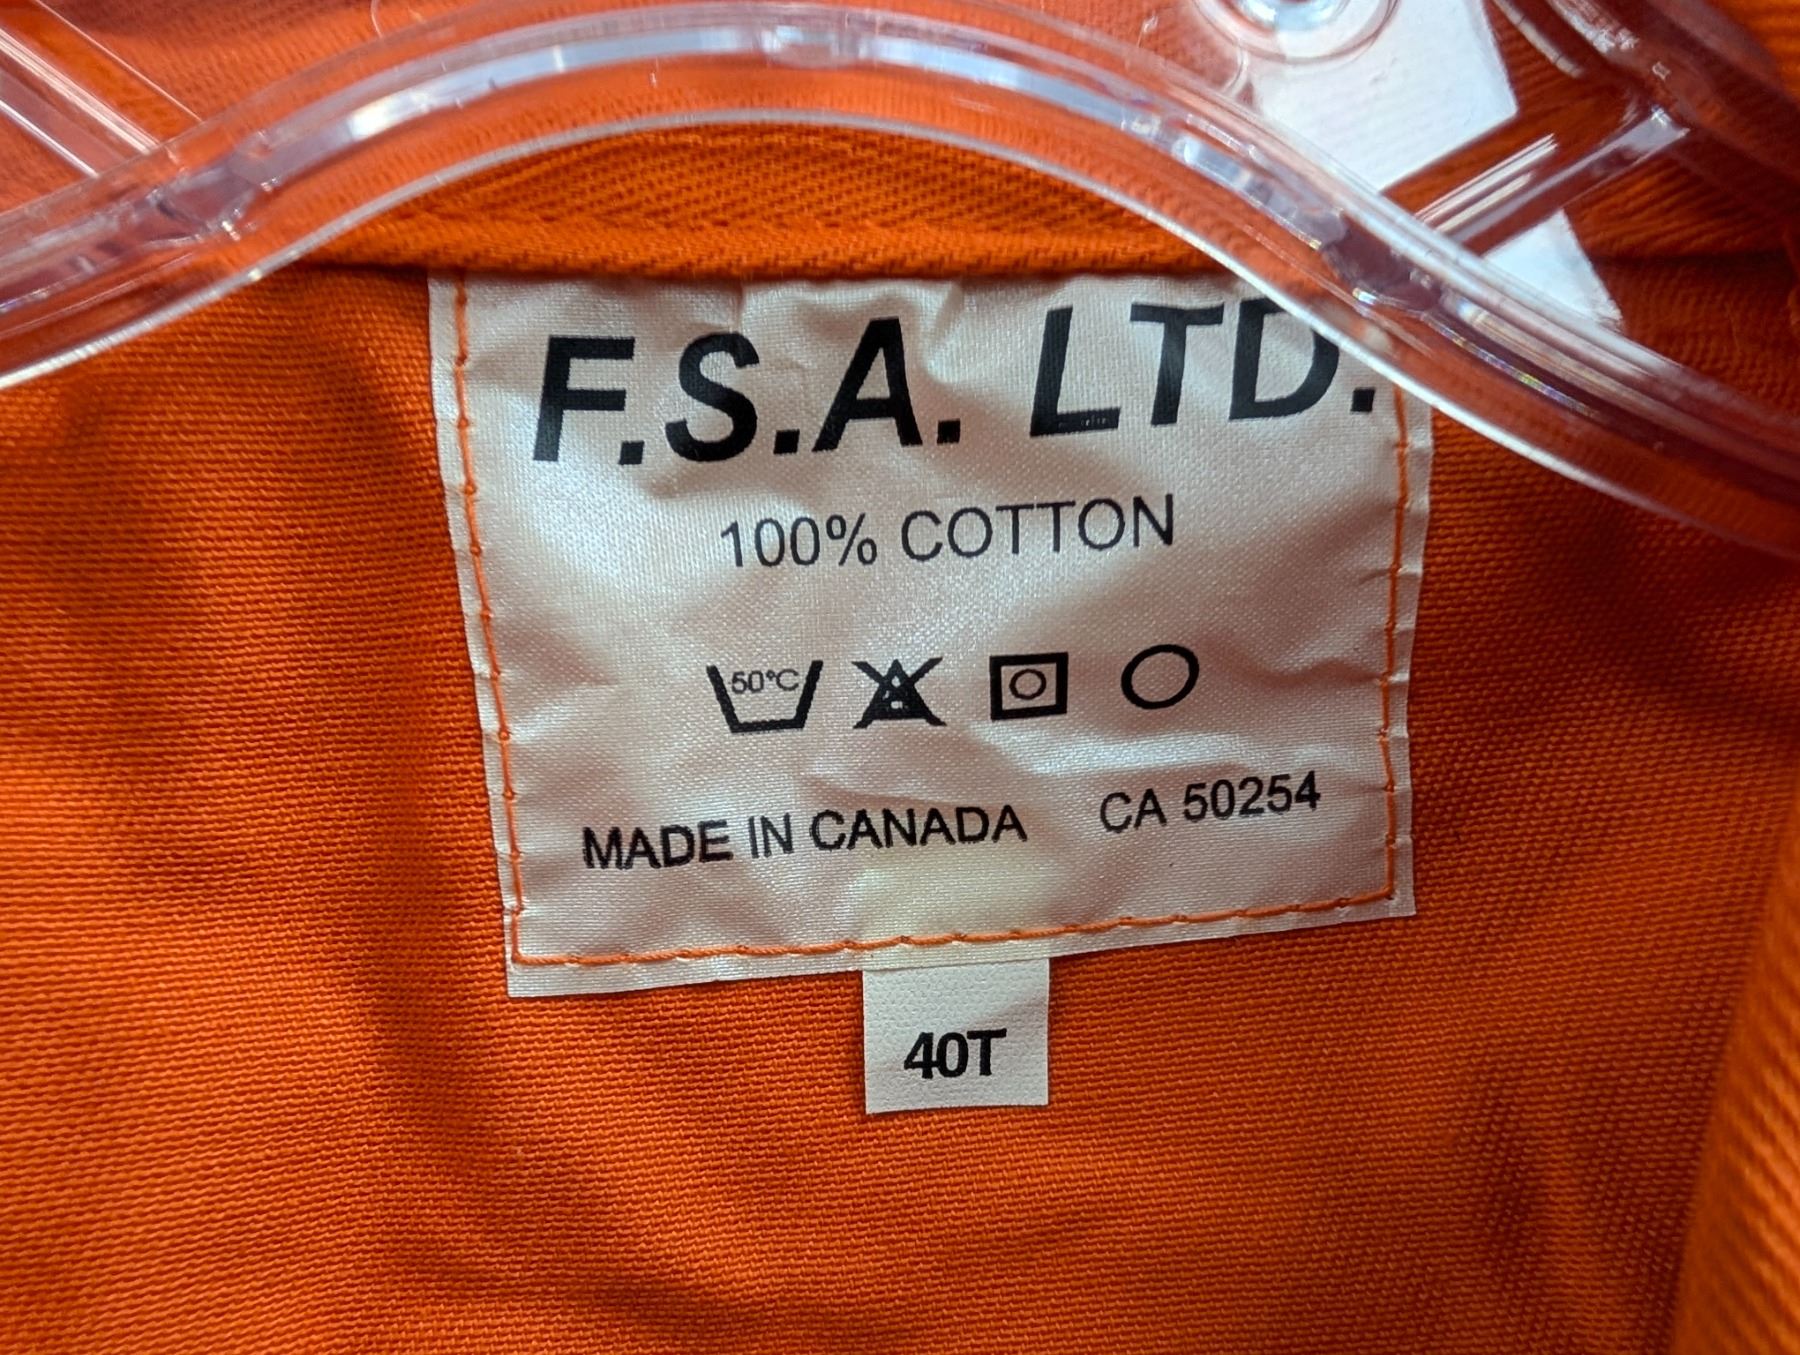 F.S.A. LTD.
100% COTTON
50°C
MADE IN CANADA CA 50254
40T